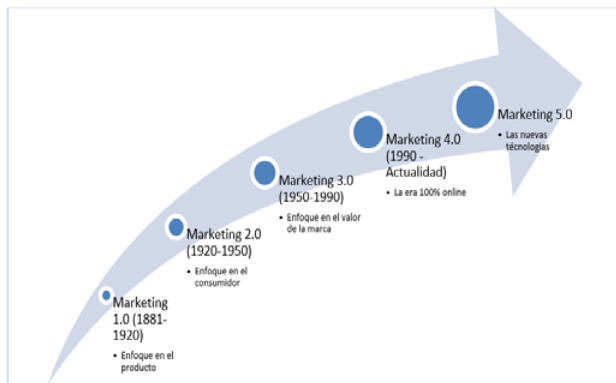 Marketing 5.0
• Las nuevas
técnologias
Marketing 4.0
(1990 -
Actualidad)
• La era 100% online
Marketing 3.0
(1950-1990)
• Enfoque en el valor
de la marca
Marketing 2.0
(1920-1950)
• Enfoque en el
consumidor
Marketing
1.0 (1881-
1920)
• Enfoque en el
producto